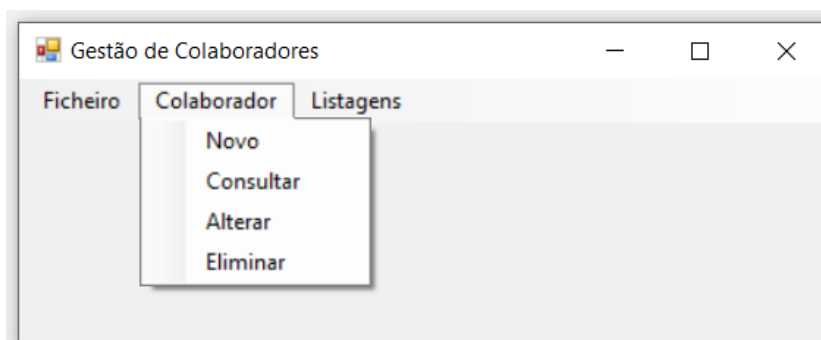 Gestão de Colaboradores
Ficheiro Colaborador Listagens
Novo
Consultar
Alterar
Eliminar